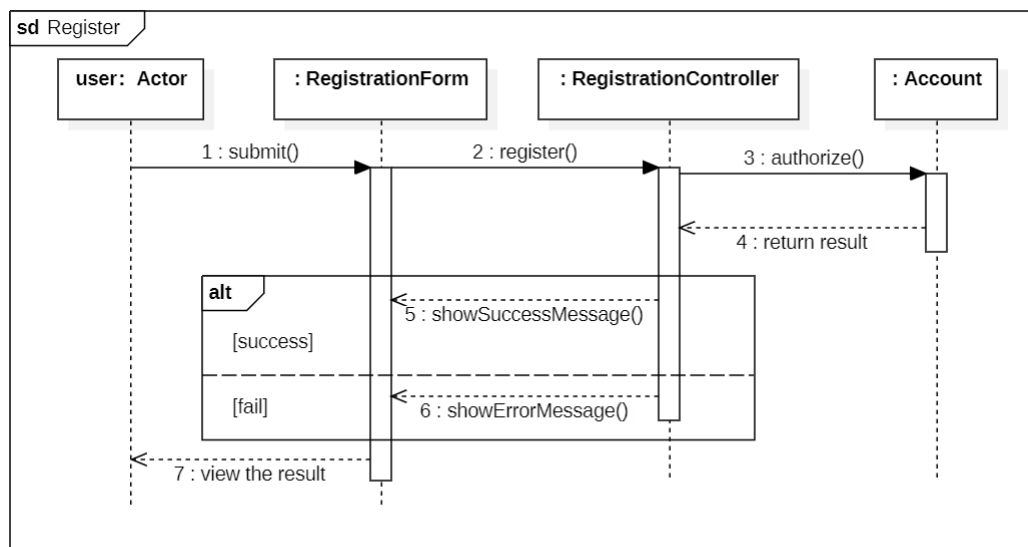 sd Register
user: Actor
: RegistrationForm
: RegistrationController
: Account
1 : submit()
2 : register()
3 : authorize()
4 : return result
alt
5 : showSuccessMessage()
[success]
[fail]
6 : showErrorMessage()
7 : view the result